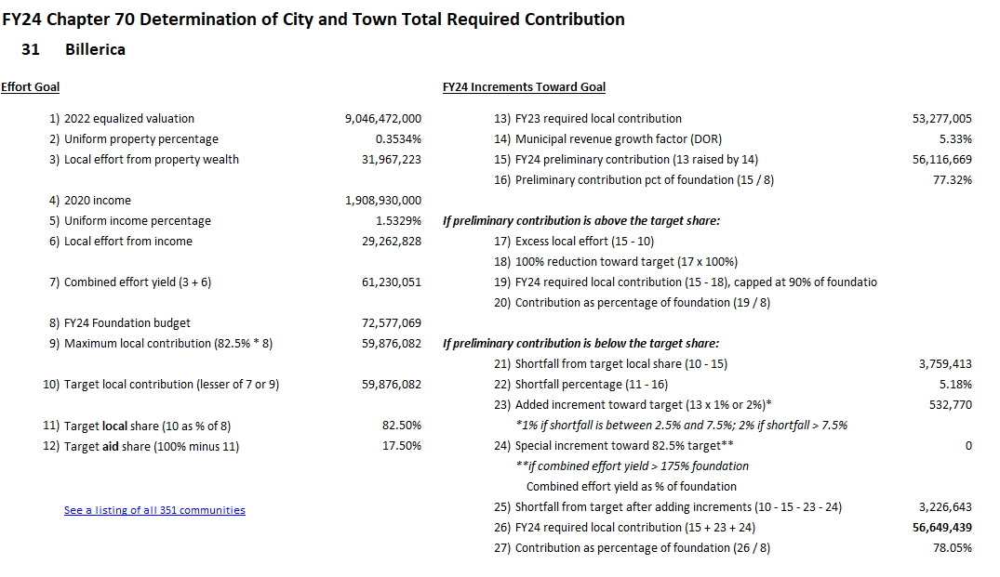 FY24 Chapter 70 Determination of City and Town Total Required Contribution
31 Billerica
Effort Goal
1) 2022 equalized valuation 9,046,472,000
2) Uniform property percentage 0.3534%
3) Local effort from property wealth 31,967,223
4) 2020 income 1,908,930,000
5) Uniform income percentage 1.5329%
6) Local effort from income 29,262,828
7) Combined effort yield (3 + 6) 61,230,051
8) FY24 Foundation budget 72,577,069
9) Maximum local contribution (82.5% * 8) 59,876,082
10) Target local contribution (lesser of 7 or 9) 59,876,082
11) Target local share (10 as % of 8) 82.50%
12) Target aid share (100% minus 11) 17.50%
See a listing of all 351 communities
FY24 Increments Toward Goal
13) FY23 required local contribution 53,277,005
14) Municipal revenue growth factor (DOR) 5.33%
15) FY24 preliminary contribution (13 raised by 14) 56,116,669
16) Preliminary contribution pct of foundation (15 / 8) 77.32%
If preliminary contribution is above the target share:
17) Excess local effort (15 - 10)
18) 100% reduction toward target (17 x 100%)
19) FY24 required local contribution (15 - 18), capped at 90% of foundatio
20) Contribution as percentage of foundation (19 / 8)
If preliminary contribution is below the target share:
21) Shortfall from target local share (10 - 15) 3,759,413
22) Shortfall percentage (11 - 16) 5.18%
23) Added increment toward target (13 x 1% or 2%)* 532,770
*1% if shortfall is between 2.5% and 7.5%; 2% if shortfall > 7.5%
24) Special increment toward 82.5% target** 0
**if combined effort yield > 175% foundation
Combined effort yield as % of foundation
25) Shortfall from target after adding increments (10 - 15 - 23 - 24) 3,226,643
26) FY24 required local contribution (15 + 23 + 24) 56,649,439
27) Contribution as percentage of foundation (26 / 8) 78.05%